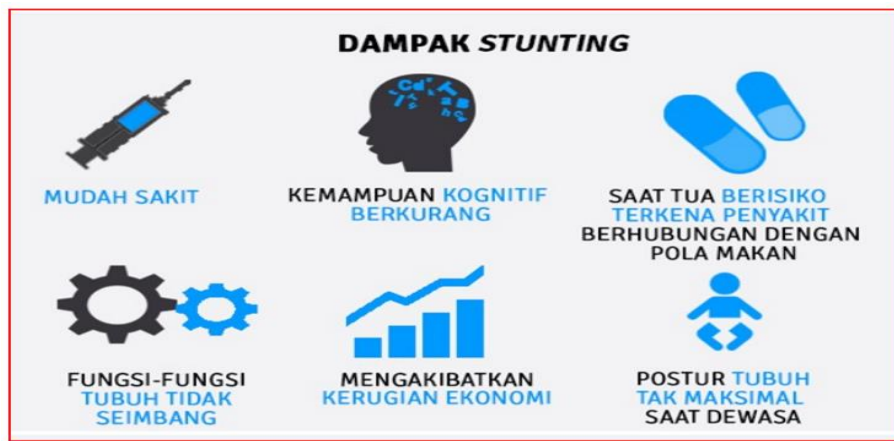 DAMPAK STUNTING
MUDAH SAKIT
KEMAMPUAN KOGNITIF
BERKURANG
SAAT TUA BERISIKO
TERKENA PENYAKIT
BERHUBUNGAN DENGAN
POLA MAKAN
FUNGSI-FUNGSI
TUBUH TIDAK
SEIMBANG
MENGAKIBATKAN
KERUGIAN EKONOMI
POSTUR TUBUH
TAK MAKSIMAL
SAAT DEWASA